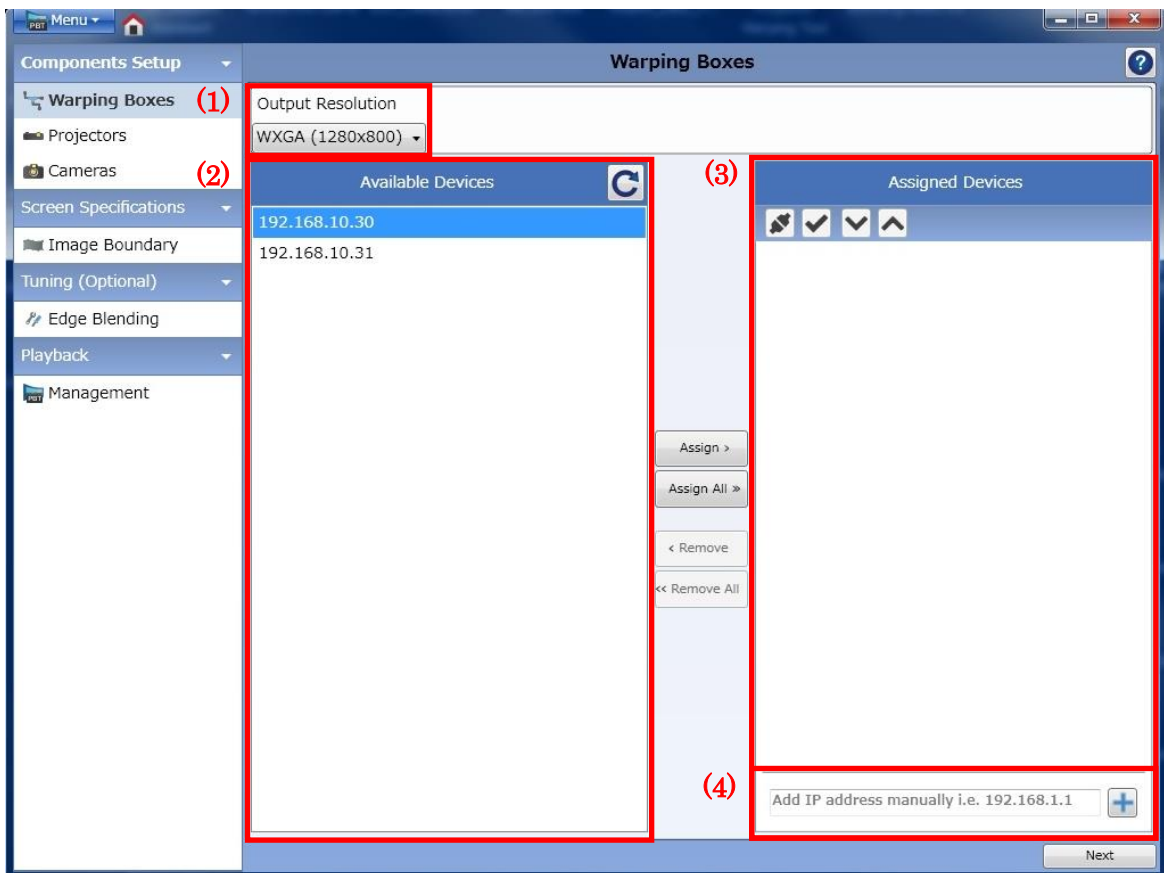 PBT Menu
Components Setup
Warping Boxes
?
Warping Boxes
(1)
Output Resolution
Projectors
WXGA (1280x800)
Cameras
(2)
Available Devices
(3)
Assigned Devices
Screen Specifications
192.168.10.30
Image Boundary
192.168.10.31
Tuning (Optional)
Edge Blending
Playback
PBT Management
Assign >
Assign All »
< Remove
<< Remove All
(4)
Add IP address manually i.e. 192.168.1.1
Next